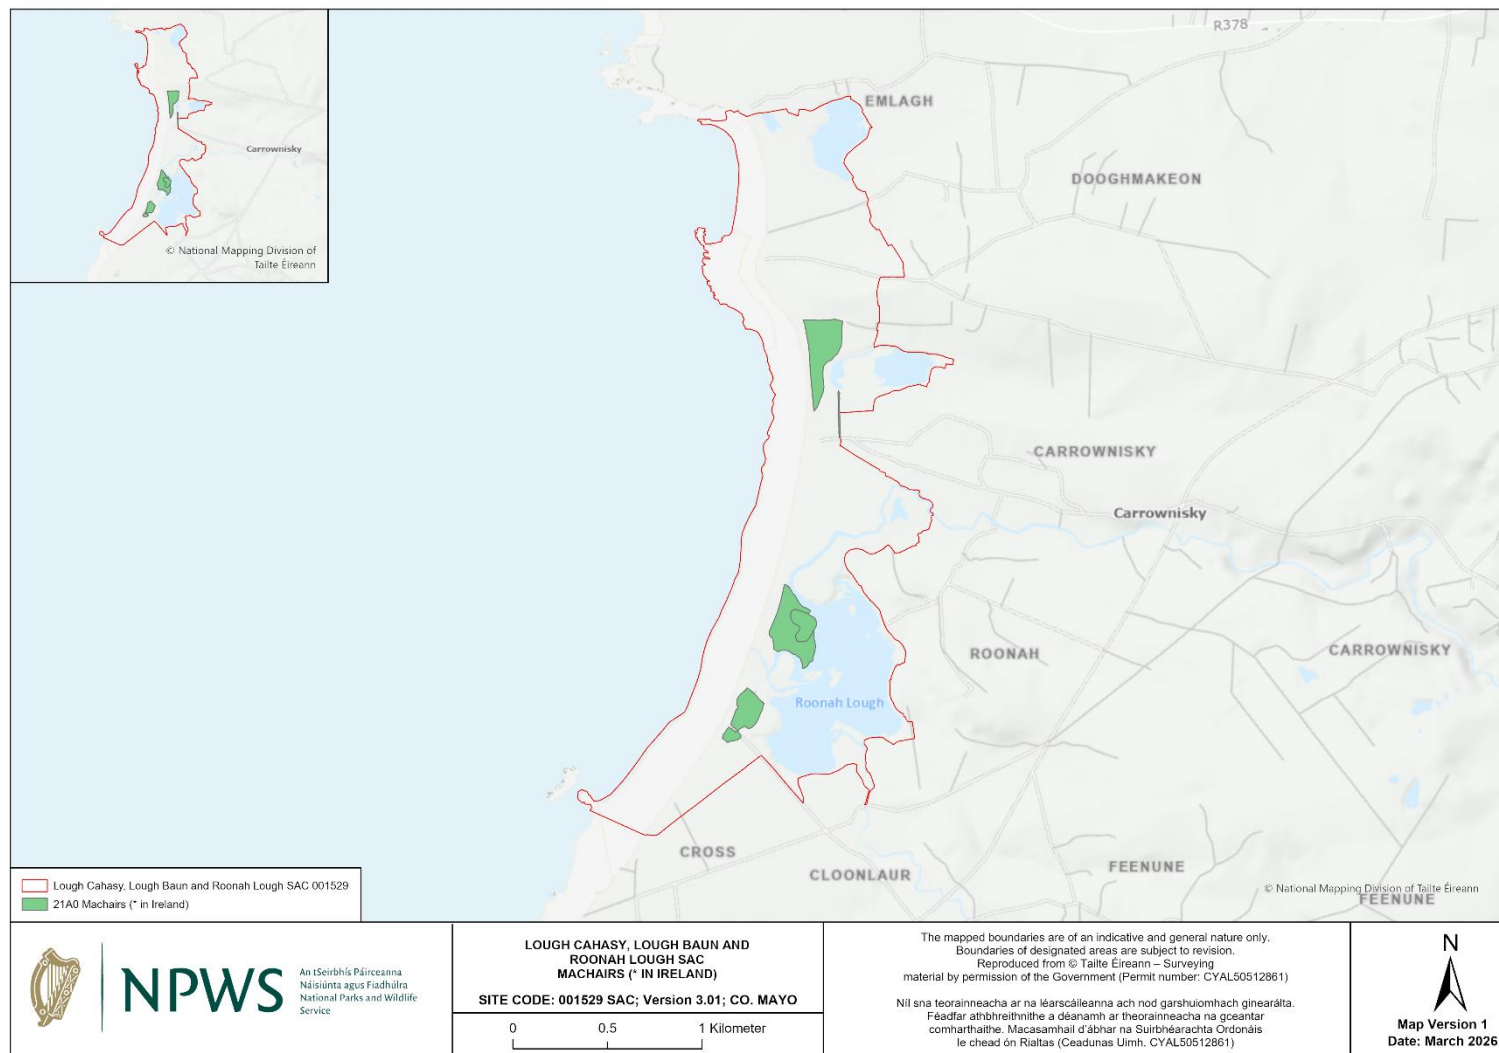 Carrownisky
© National Mapping Division of
Tailte Éireann
R378
EMLAGH
DOOGHMAKEON
CARROWNISKY
Carrownisky
ROONAH
CARROWNISKY
Roonah Lough
CROSS
CLOONLAUR
FEENUNE
© National Mapping Division of Tailte Éireann
FEENUNE
Lough Cahasy, Lough Baun and Roonah Lough SAC 001529
21A0 Machairs (* in Ireland)
NPWS
An tSeirbhís Páirceanna
Náisiúnta agus Fiadhúlra
National Parks and Wildlife
Service
LOUGH CAHASY, LOUGH BAUN AND
ROONAH LOUGH SAC
MACHAIRS (* IN IRELAND)
SITE CODE: 001529 SAC; Version 3.01; CO. MAYO
0 0.5 1 Kilometer
The mapped boundaries are of an indicative and general nature only.
Boundaries of designated areas are subject to revision.
Reproduced from © Tailte Éireann – Surveying
material by permission of the Government (Permit number: CYAL50512861)
Níl sna teorainneacha ar na léarscáileanna ach nod garshuiomhach ginearálta.
Féadfar athbhreithnithe a déanamh ar theorainneacha na gceantar
comharthaithe. Macasamhail d'ábhar na Suirbhéarachta Ordonáis
le chead ón Rialtas (Ceadunas Uimh. CYAL50512861)
N
Map Version 1
Date: March 2026